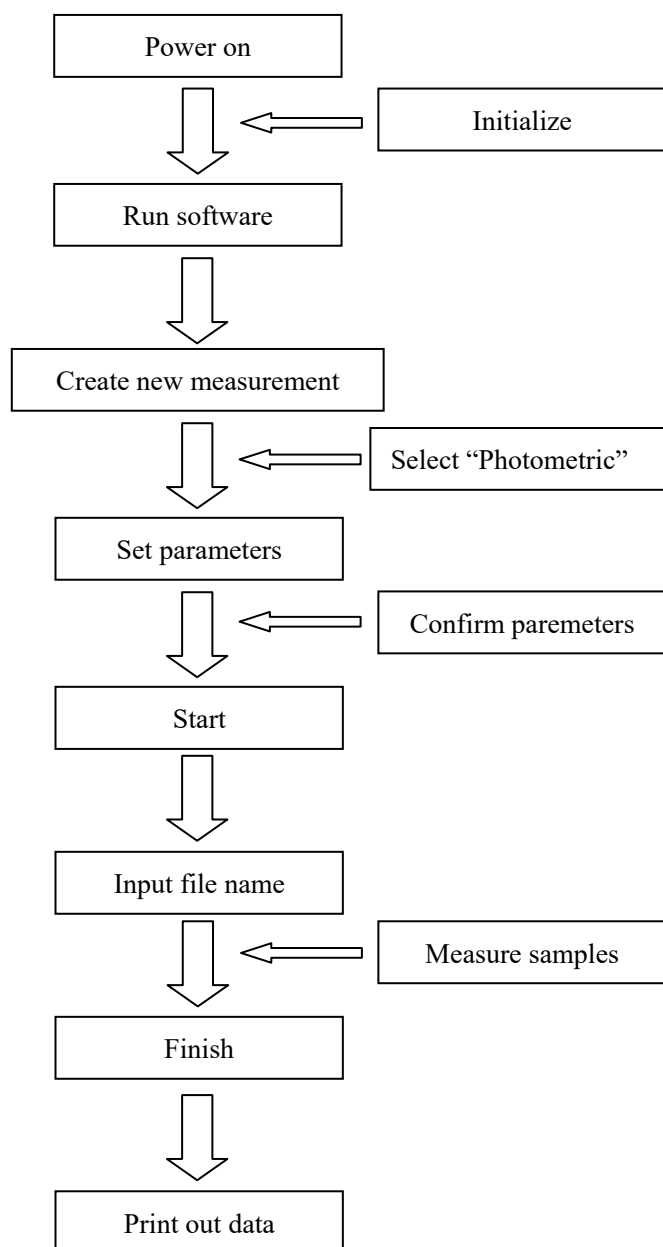 Power on
Initialize
Run software
Create new measurement
Select “Photometric”
Set parameters
Confirm paremeters
Start
Input file name
Measure samples
Finish
Print out data